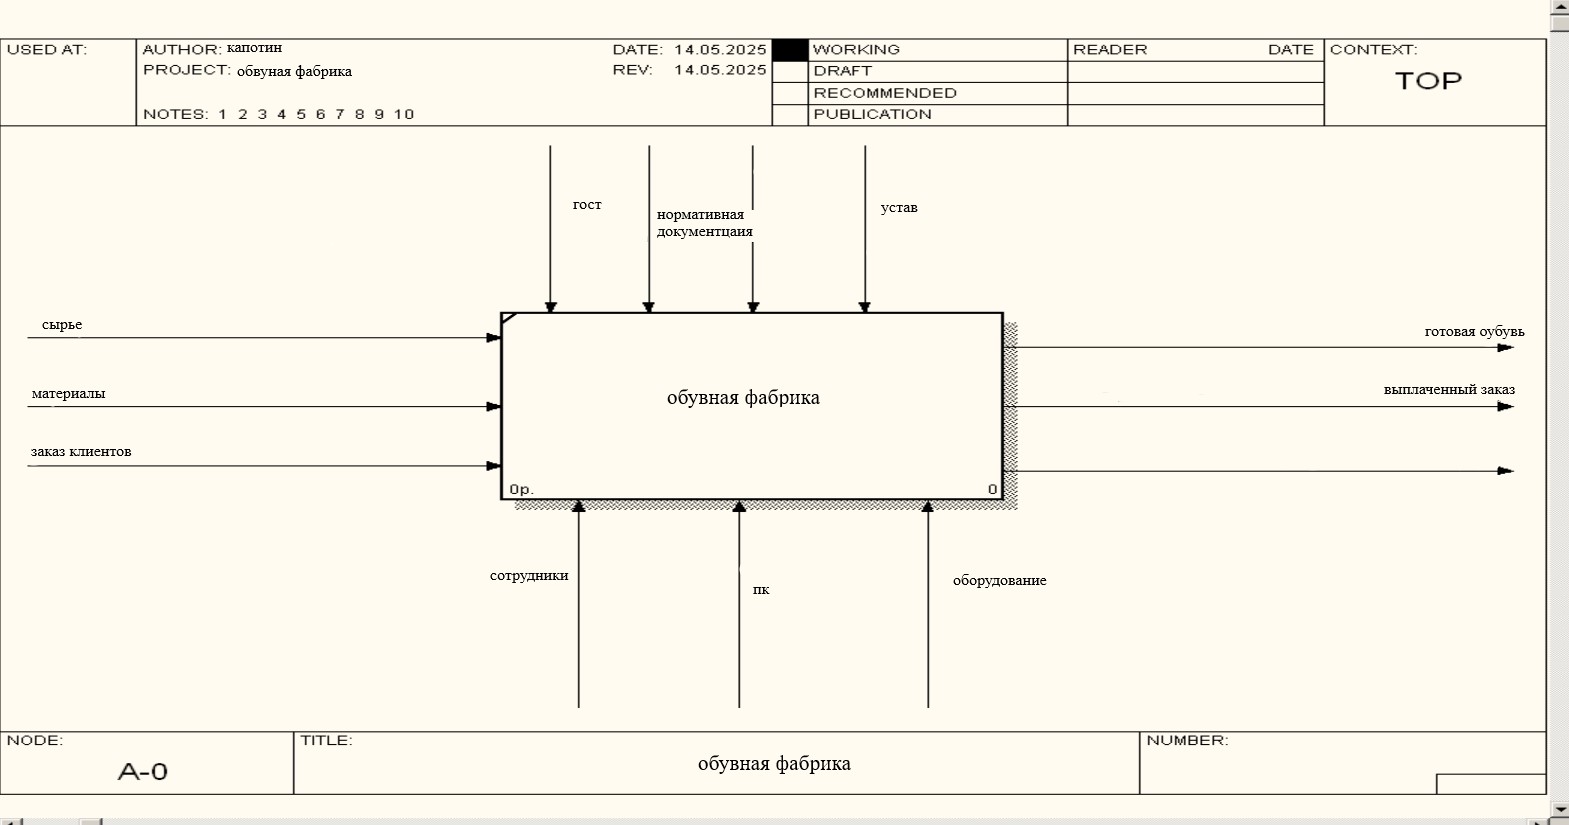 USED AT:
AUTHOR: капотин
DATE: 14.05.2025
PROJECT: обвуная фабрика
REV: 14.05.2025
NOTES: 1 2 3 4 5 6 7 8 9 10
WORKING
DRAFT
RECOMMENDED
PUBLICATION
READER
DATE
CONTEXT:
TOP
гост
нормативная
документцаия
устав
сырье
материалы
заказ клиентов
обувная фабрика
0р.
0
готовая оубувь
выплаченный заказ
сотрудники
пк
оборудование
NODE:
A-0
TITLE:
обувная фабрика
NUMBER: